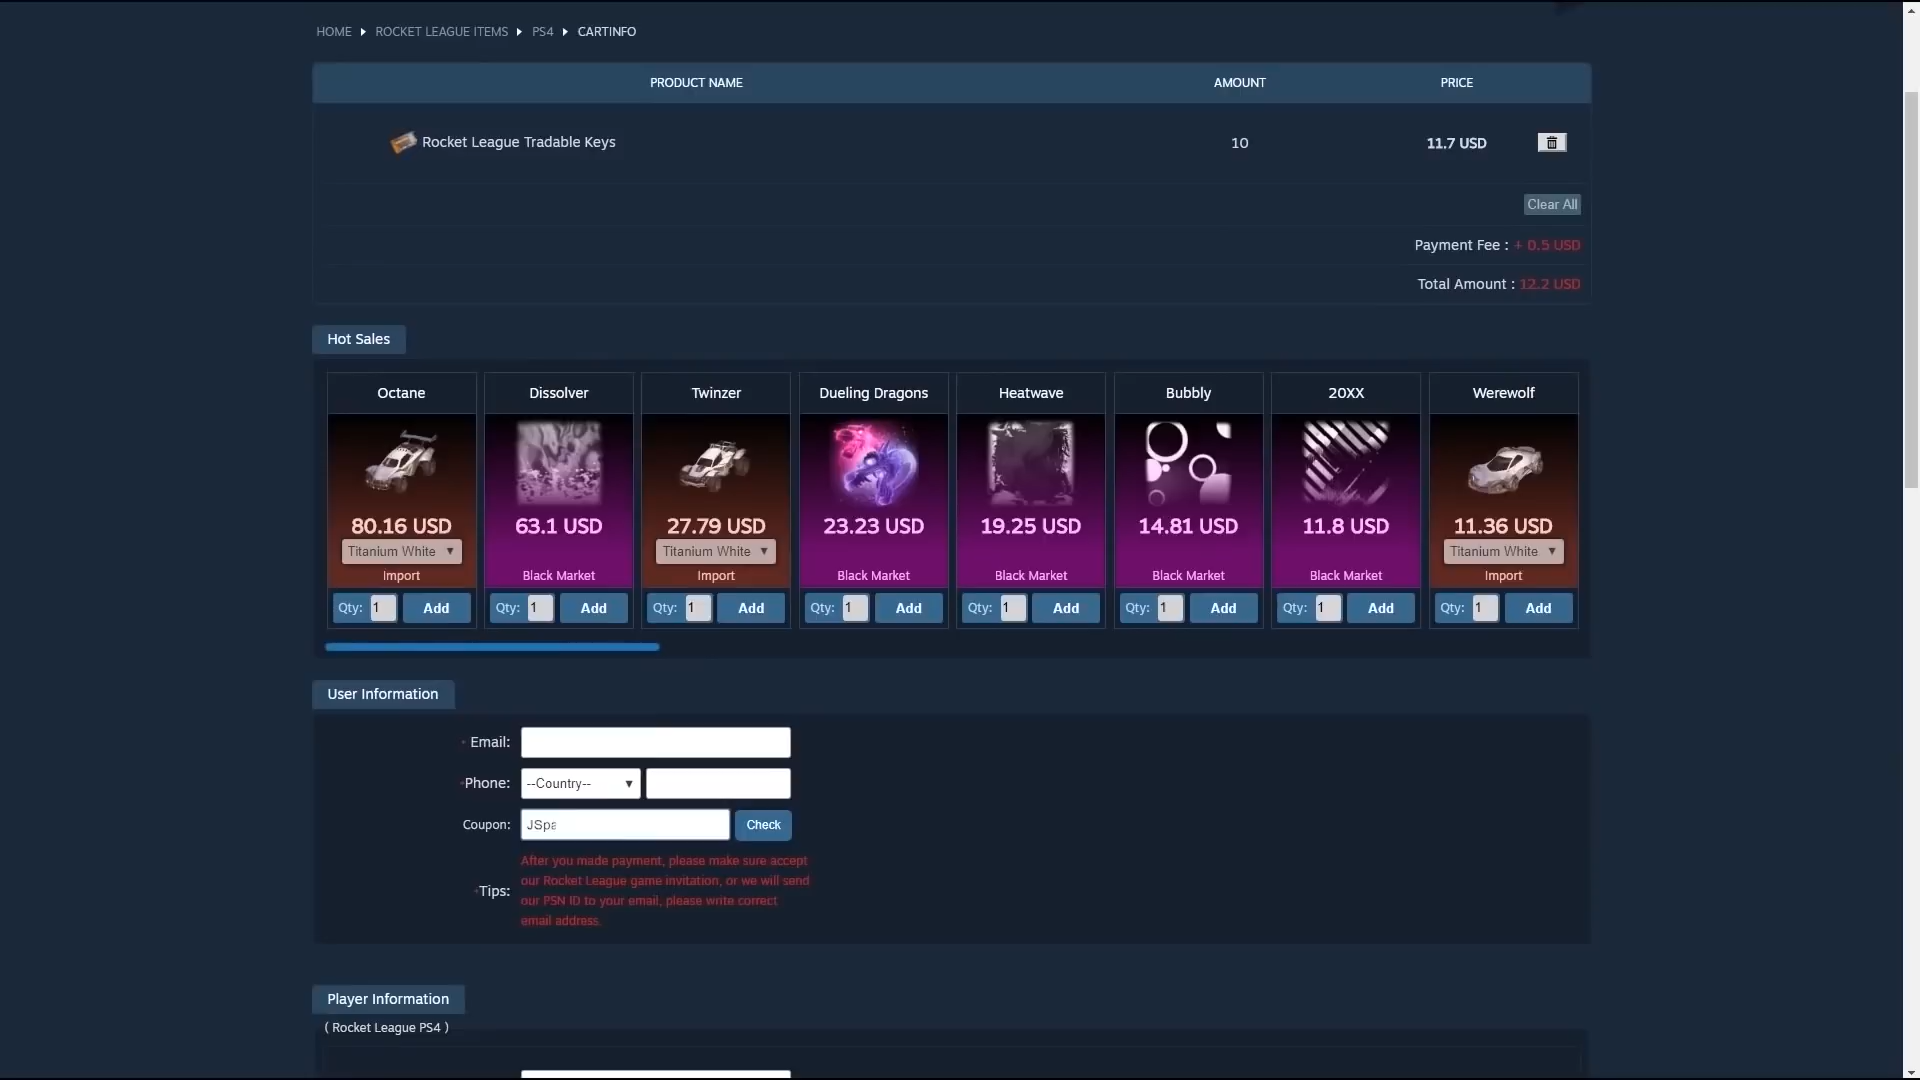 HOME ROCKET LEAGUE ITEMS PS4 CARTINFO
PRODUCT NAME AMOUNT PRICE
Rocket League Tradable Keys 10 11.7 USD
Clear All
Payment Fee : + 0.5 USD
Total Amount : 12.2 USD
Hot Sales
Octane Dissolver Twinzer Dueling Dragons Heatwave Bubbly 20XX Werewolf
80.16 USD 63.1 USD 27.79 USD 23.23 USD 19.25 USD 14.81 USD 11.8 USD 11.36 USD
Titanium White Titanium White Titanium White
Import Black Market Import Black Market Black Market Black Market Black Market Import
Qty: 1 Add Qty: 1 Add Qty: 1 Add Qty: 1 Add Qty: 1 Add Qty: 1 Add Qty: 1 Add Qty: 1 Add
User Information
* Email:
*Phone: --Country--
Coupon: JSpa Check
After you made payment, please make sure accept
our Rocket League game invitation, or we will send
*Tips:
our PSN ID to your email, please write correct
email address.
Player Information
( Rocket League PS4 )